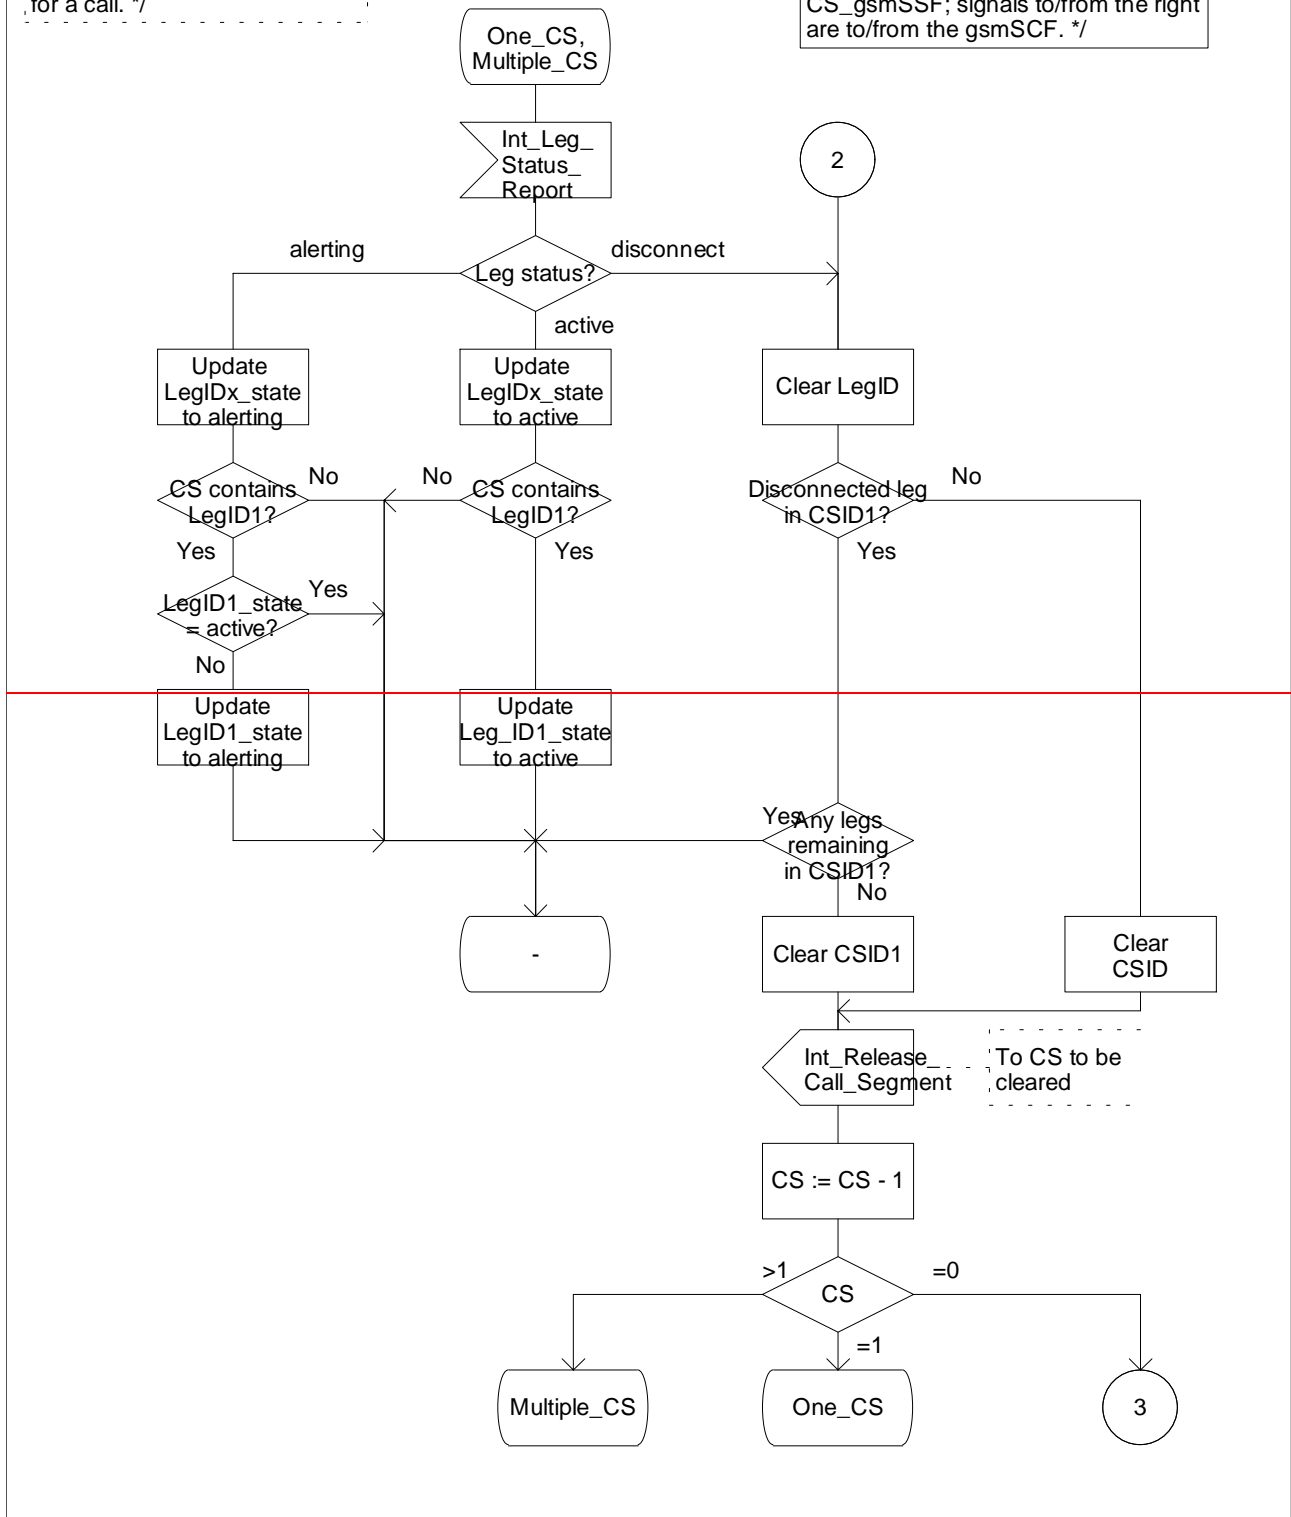 for a call. */
CS_gsmSSF; signals to/from the right
are to/from the gsmSCF. */
One_CS,
Multiple_CS
Int_Leg_
Status_
Report
2
alerting
Leg status?
disconnect
active
Update
LegIDx_state
to alerting
Update
LegIDx_state
to active
Clear LegID
CS contains
LegID1?
No
No
CS contains
LegID1?
Disconnected leg
in CSID1?
No
Yes
Yes
Yes
LegID1_state
= active?
Yes
No
Update
LegID1_state
to alerting
Update
Leg_ID1_state
to active
Yes
Any legs
remaining
in CSID1?
No
-
Clear CSID1
Clear
CSID
Int_Release_
Call_Segment
To CS to be
cleared
CS := CS - 1
>1
CS
=0
=1
Multiple_CS
One_CS
3